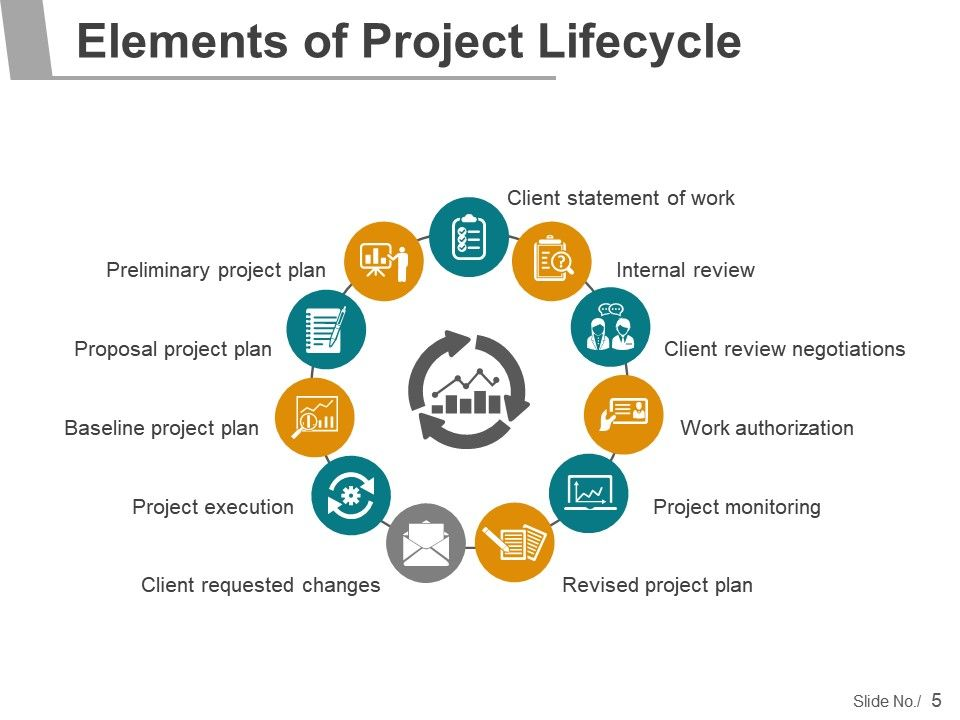 Elements of Project Lifecycle
Client statement of work
Preliminary project plan
Internal review
Proposal project plan
Client review negotiations
Baseline project plan
Work authorization
Project execution
Project monitoring
Client requested changes
Revised project plan
Slide No./ 5